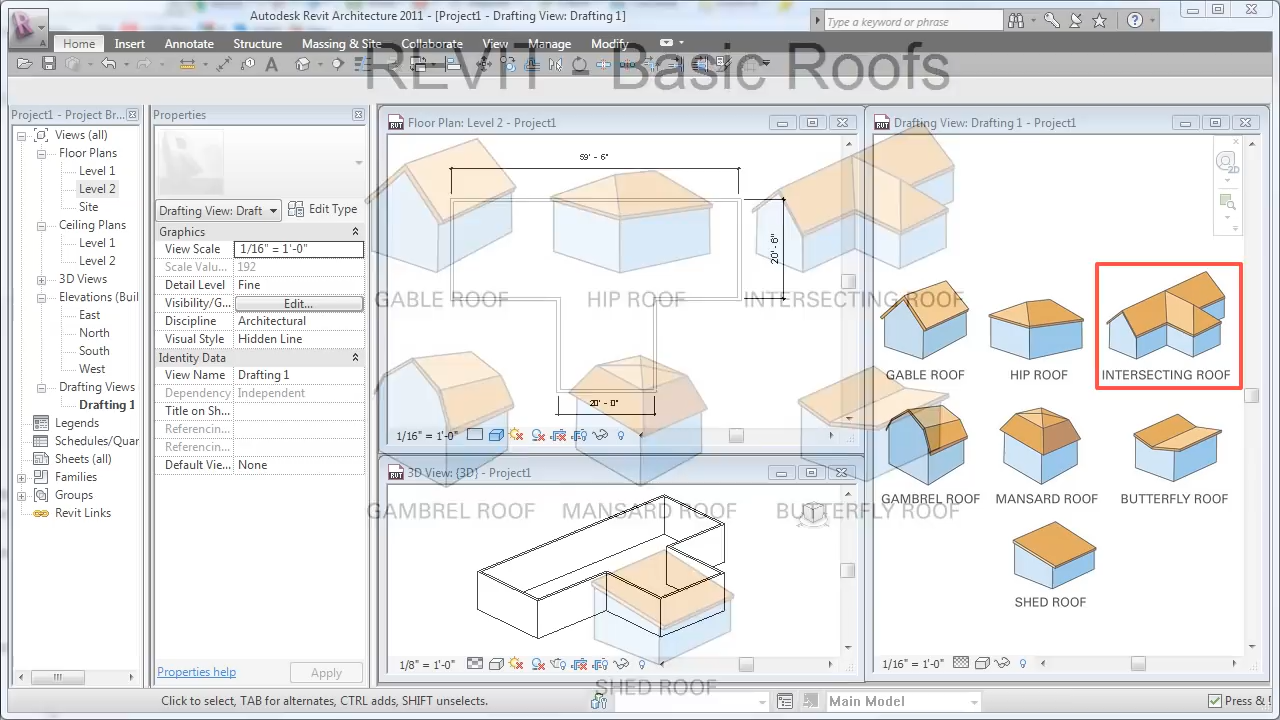 Autodesk Revit Architecture 2011 - [Project1 - Drafting View: Drafting 1]
Type a keyword or phrase
Home Insert Annotate Structure Massing & Site Collaborate View Manage Modify
REVIT - Basic Roofs
Project1 - Project Br...
Views (all)
Floor Plans
Level 1
Level 2
Site
Ceiling Plans
Level 1
Level 2
3D Views
Elevations (Buil
East
North
South
West
Drafting Views
Drafting 1
Legends
Schedules/Quan
Sheets (all)
Families
Groups
Revit Links
Properties
Drafting View: Draft
Edit Type
Graphics
View Scale 1/16" = 1'-0"
Scale Valu... 192
Detail Level Fine
Visibility/G... Edit...
Discipline Architectural
Visual Style Hidden Line
Identity Data
View Name Drafting 1
Dependency Independent
Title on Sh...
Referencin...
Referencin...
Default Vie... None
Properties help
Apply
Floor Plan: Level 2 - Project1
59' - 6"
20' - 6"
20' - 0"
GABLE ROOF HIP ROOF INTERSECTING ROOF
1/16" = 1'-0"
3D View: {3D} - Project1
GAMBREL ROOF MANSARD ROOF BUTTERFLY ROOF
1/8" = 1'-0"
SHED ROOF
Drafting View: Drafting 1 - Project1
2D
GABLE ROOF HIP ROOF INTERSECTING ROOF
GAMBREL ROOF MANSARD ROOF BUTTERFLY ROOF
SHED ROOF
1/16" = 1'-0"
Click to select, TAB for alternates, CTRL adds, SHIFT unselects.
Main Model
Press &